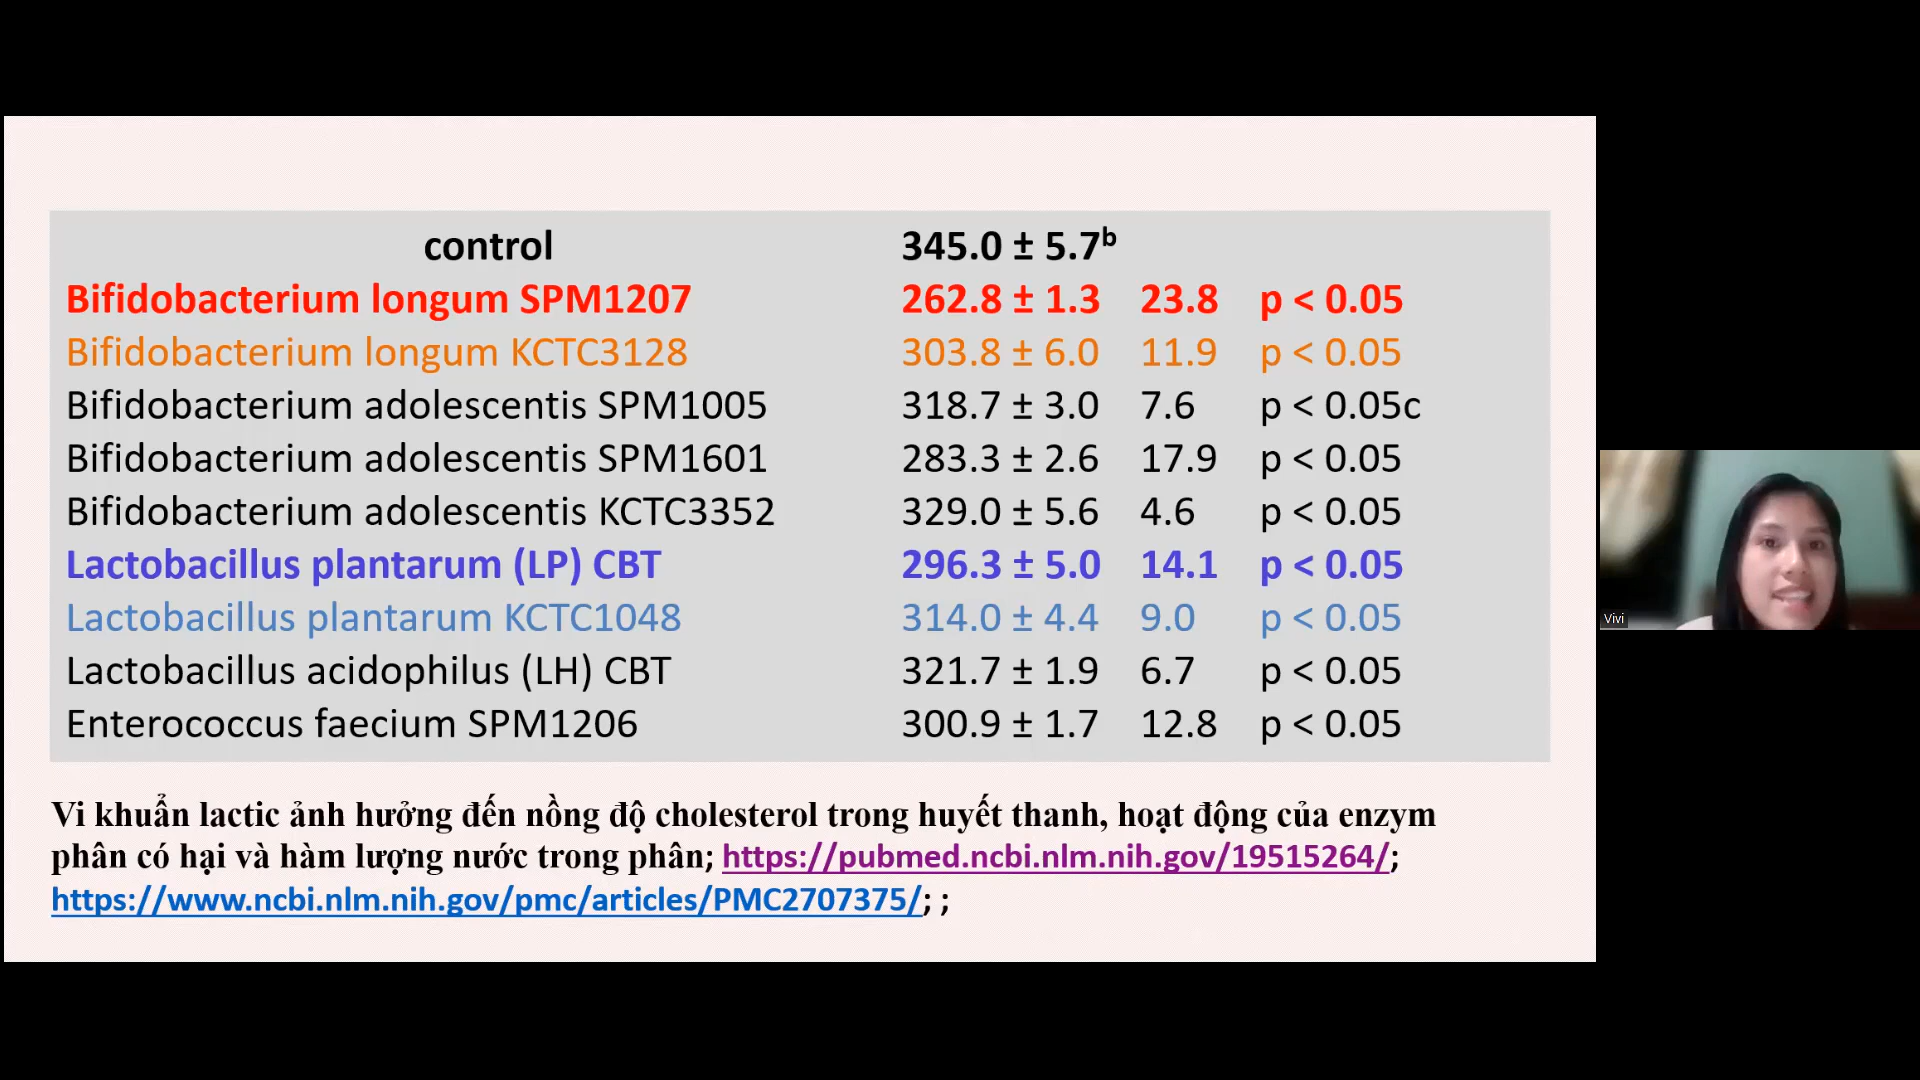 control 345.0 ± 5.7ᵇ
Bifidobacterium longum SPM1207 262.8 ± 1.3 23.8 p < 0.05
Bifidobacterium longum KCTC3128 303.8 ± 6.0 11.9 p < 0.05
Bifidobacterium adolescentis SPM1005 318.7 ± 3.0 7.6 p < 0.05c
Bifidobacterium adolescentis SPM1601 283.3 ± 2.6 17.9 p < 0.05
Bifidobacterium adolescentis KCTC3352 329.0 ± 5.6 4.6 p < 0.05
Lactobacillus plantarum (LP) CBT 296.3 ± 5.0 14.1 p < 0.05
Lactobacillus plantarum KCTC1048 314.0 ± 4.4 9.0 p < 0.05
Lactobacillus acidophilus (LH) CBT 321.7 ± 1.9 6.7 p < 0.05
Enterococcus faecium SPM1206 300.9 ± 1.7 12.8 p < 0.05
Vi khuẩn lactic ảnh hưởng đến nồng độ cholesterol trong huyết thanh, hoạt động của enzym
phân có hại và hàm lượng nước trong phân; https://pubmed.ncbi.nlm.nih.gov/19515264/;
https://www.ncbi.nlm.nih.gov/pmc/articles/PMC2707375/; ;
Vivi